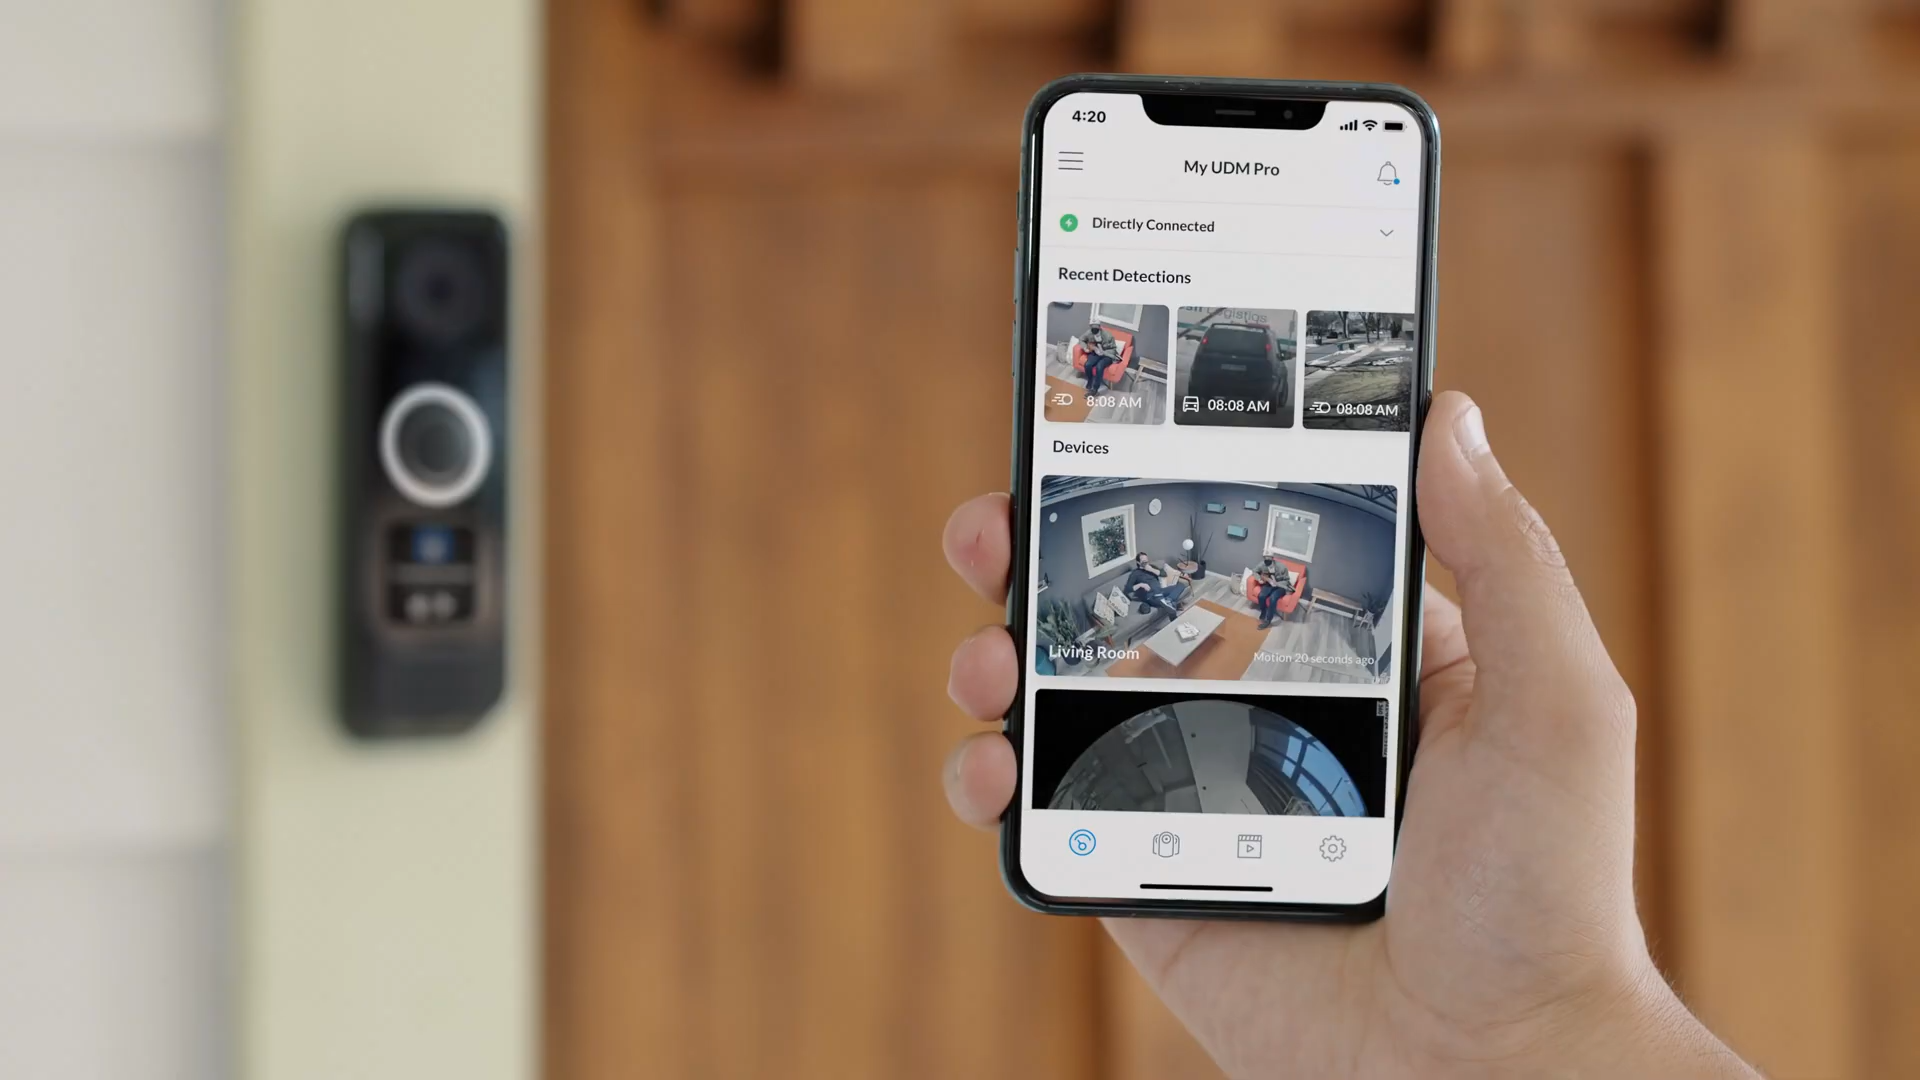 4:20
My UDM Pro
Directly Connected
Recent Detections
8:08 AM
08:08 AM
08:08 AM
Devices
Living Room
Motion 20 seconds ago